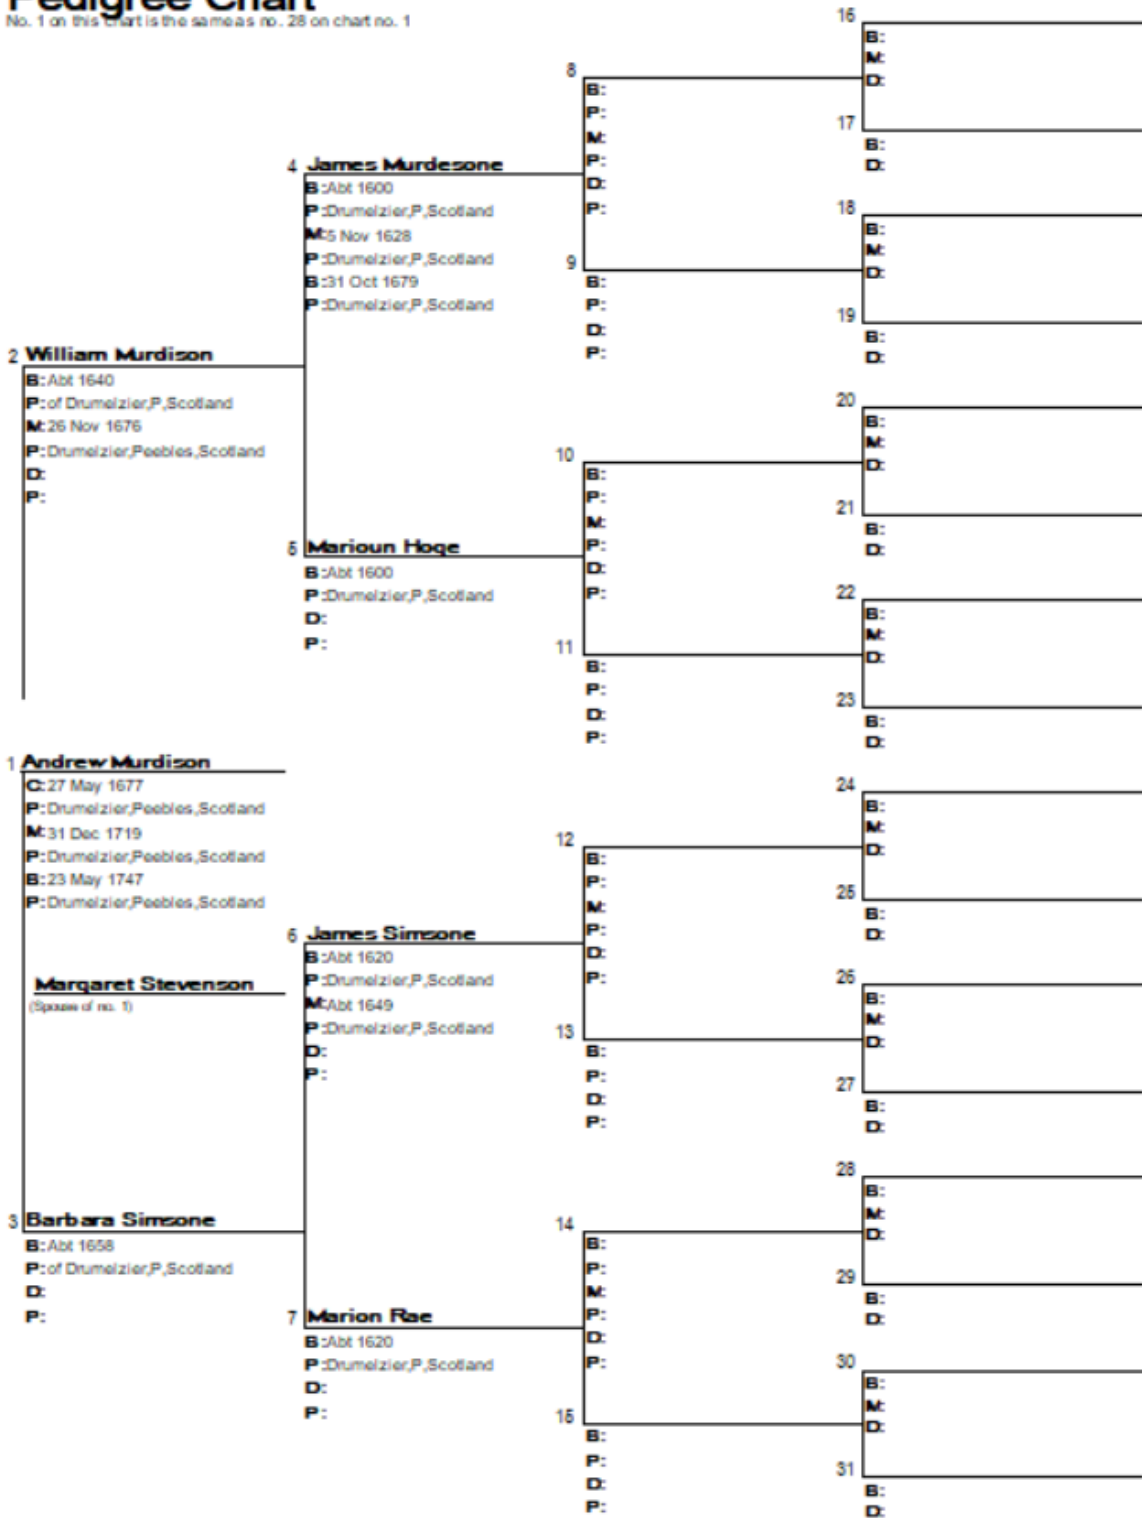 Pedigree Chart
No. 1 on this chart is the same as no. 28 on chart no. 1
2 William Murdison
B: Abt 1640
P: of Drumelzier,P,Scotland
M: 26 Nov 1676
P: Drumelzier,Peebles,Scotland
D:
P:
1 Andrew Murdison
C: 27 May 1677
P: Drumelzier,Peebles,Scotland
M: 31 Dec 1719
P: Drumelzier,Peebles,Scotland
B: 23 May 1747
P: Drumelzier,Peebles,Scotland
Margaret Stevenson
(Spouse of no. 1)
3 Barbara Simsone
B: Abt 1658
P: of Drumelzier,P,Scotland
D:
P:
4 James Murdesone
B: Abt 1600
P: Drumelzier,P,Scotland
M: 5 Nov 1628
P: Drumelzier,P,Scotland
B: 31 Oct 1679
P: Drumelzier,P,Scotland
5 Marioun Hoge
B: Abt 1600
P: Drumelzier,P,Scotland
D:
P:
6 James Simsone
B: Abt 1620
P: Drumelzier,P,Scotland
M: Abt 1649
P: Drumelzier,P,Scotland
D:
P:
7 Marion Rae
B: Abt 1620
P: Drumelzier,P,Scotland
D:
P:
8
B:
P:
M:
P:
D:
P:
9
B:
P:
D:
P:
10
B:
P:
M:
P:
D:
P:
11
B:
P:
D:
P:
12
B:
P:
M:
P:
D:
P:
13
B:
P:
D:
P:
14
B:
P:
M:
P:
D:
P:
15
B:
P:
D:
P:
16
B:
M:
D:
17
B:
D:
18
B:
M:
D:
19
B:
D:
20
B:
M:
D:
21
B:
D:
22
B:
M:
D:
23
B:
D:
24
B:
M:
D:
25
B:
D:
26
B:
M:
D:
27
B:
D:
28
B:
M:
D:
29
B:
D:
30
B:
M:
D:
31
B:
D: